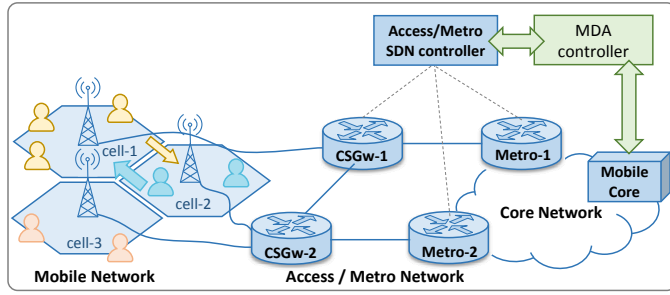 Access/Metro
SDN controller
MDA
controller
cell-1
CSGw-1
Metro-1
Mobile
Core
cell-2
Core Network
cell-3
CSGw-2
Metro-2
Mobile Network
Access / Metro Network